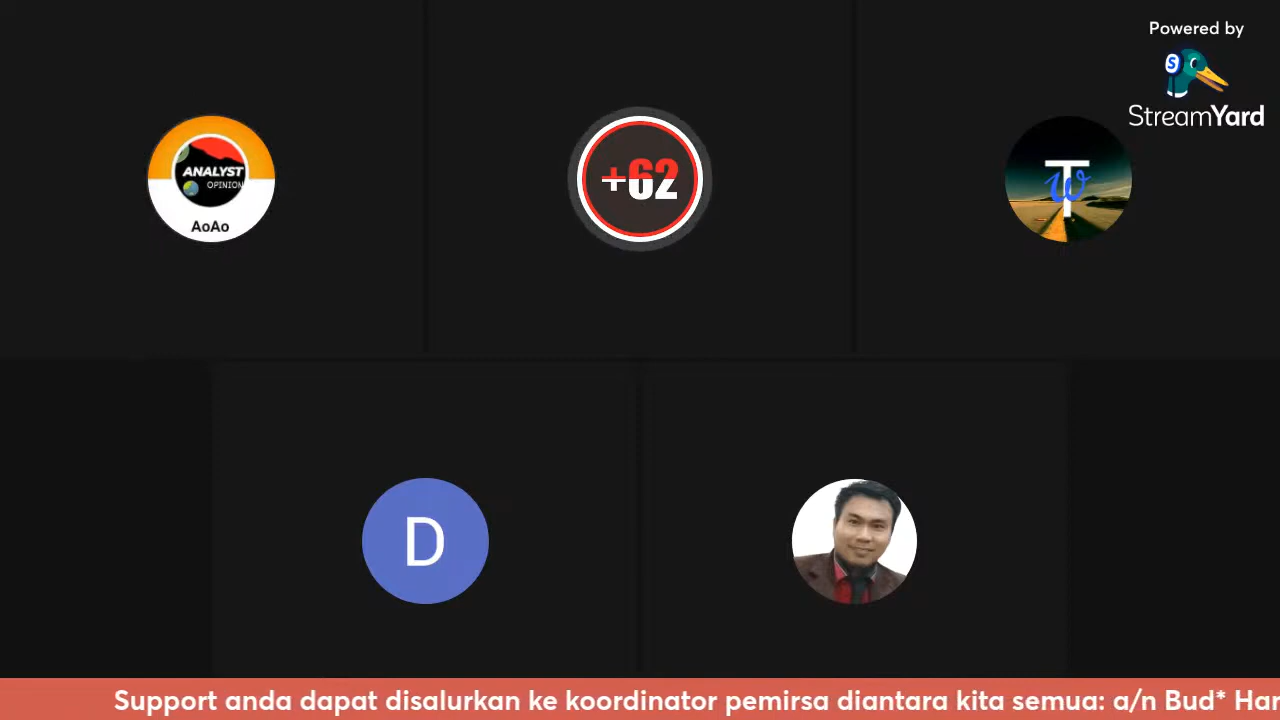 Powered by
StreamYard
ANALYST
OPINION
AoAo
+62
T
w
D
Support anda dapat disalurkan ke koordinator pemirsa diantara kita semua: a/n Bud* Har